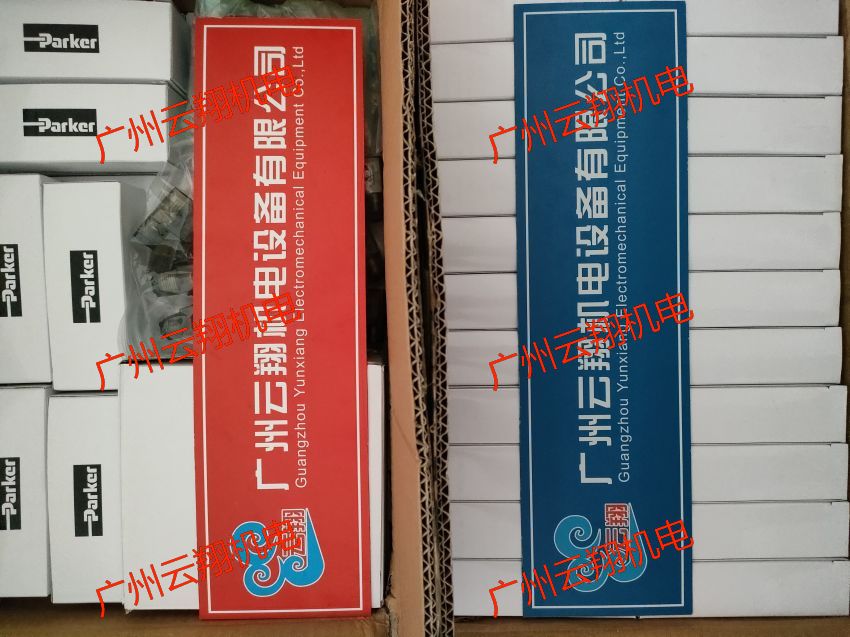 Parker
Parker
Parker
Parker
Parker
Parker
广州云翔机电设备有限公司
Guangzhou Yunxiang Electromechanical Equipment Co.,Ltd
云翔
广州云翔机电设备有限公司
Guangzhou Yunxiang Electromechanical Equipment Co.,Ltd
云翔
广州云翔机电
广州云翔机电
广州云翔机电
广州云翔机电
广州云翔机电
广州云翔机电